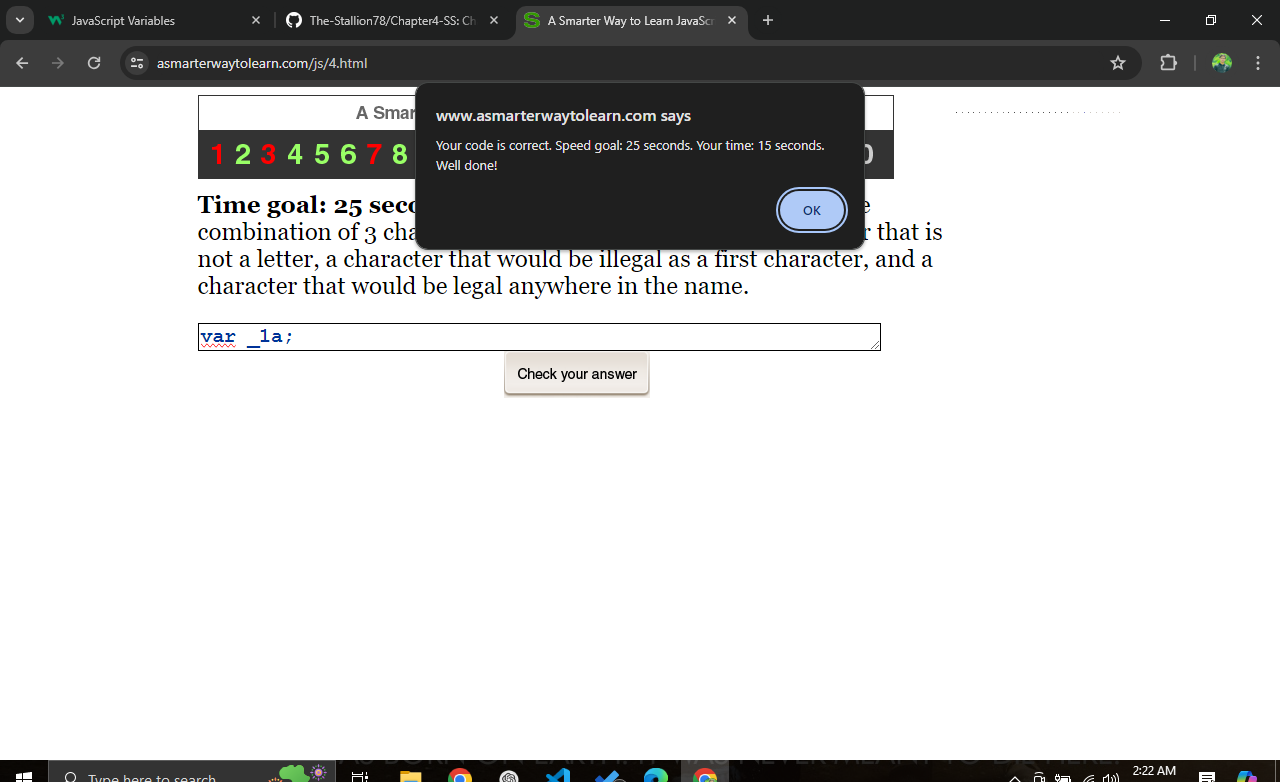 JavaScript Variables
The-Stallion78/Chapter4-SS: Ch
A Smarter Way to Learn JavaScr
asmarterwaytolearn.com/js/4.html
www.asmarterwaytolearn.com says
Your code is correct. Speed goal: 25 seconds. Your time: 15 seconds.
Well done!
OK
A Smar
1 2 3 4 5 6 7 8 0
Time goal: 25 seco
combination of 3 cha r that is
not a letter, a character that would be illegal as a first character, and a
character that would be legal anywhere in the name.
var _1a;
Check your answer
Type here to search
2:22 AM